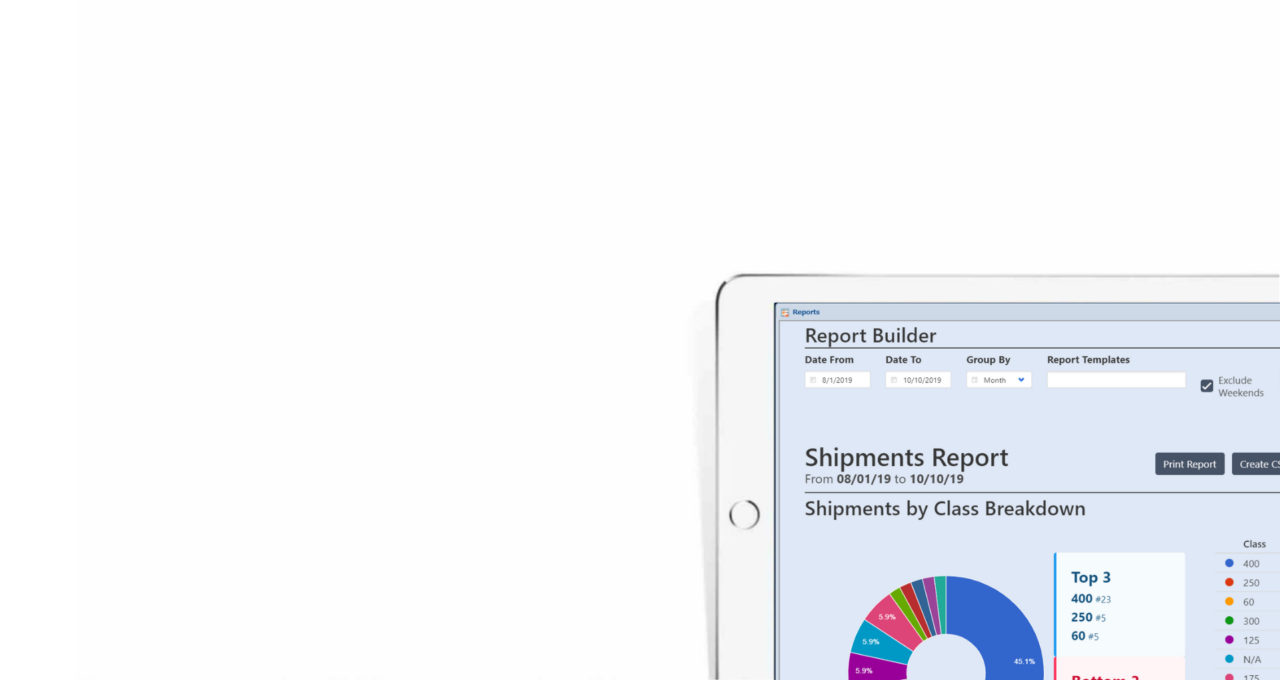 Reports
Report Builder
Date From Date To Group By Report Templates
8/1/2019 10/10/2019 Month Exclude
Weekends
Shipments Report
Print Report Create CS
From 08/01/19 to 10/10/19
Shipments by Class Breakdown
Class
400
250
60
300
125
N/A
175
Top 3
400 #23
250 #5
60 #5
Bottom 3
5.9%
5.9%
5.9%
45.1%